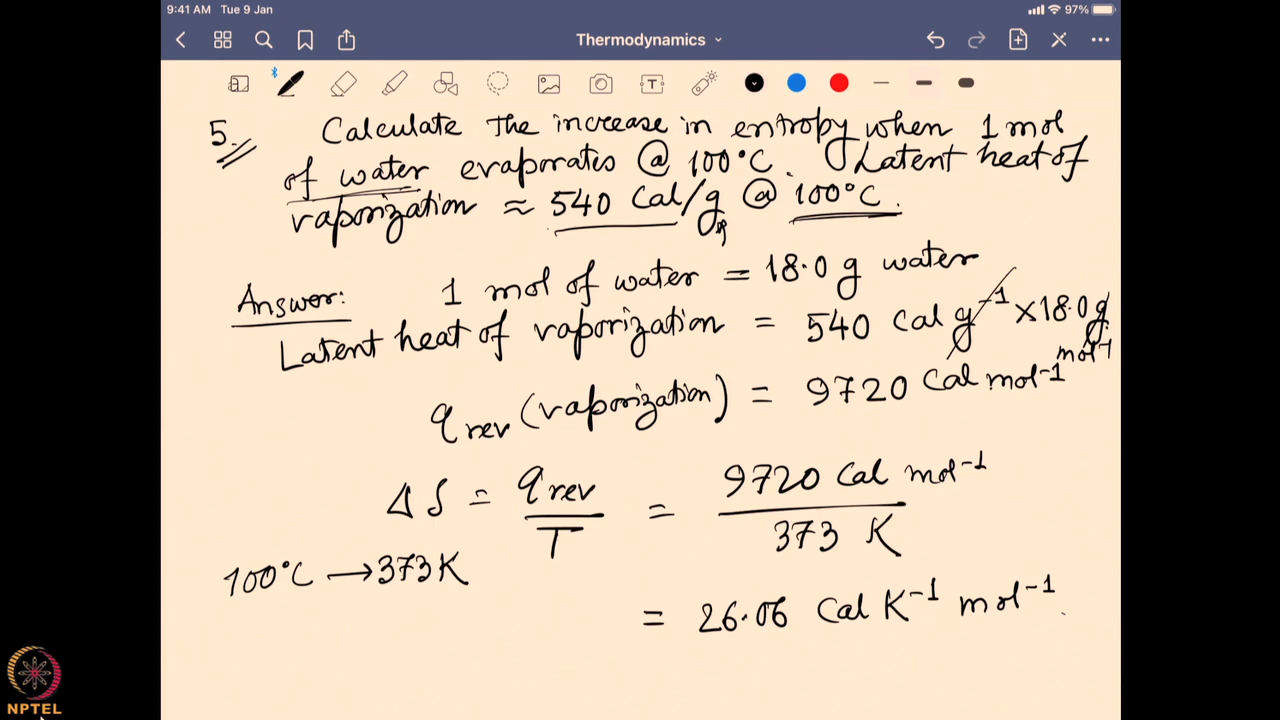 9:41 AM Tue 9 Jan
97%
Thermodynamics
T
5. Calculate the increase in entropy when 1 mol
of water evaporates @ 100°C. Latent heat of
vaporization ≈ 540 Cal/g @ 100°C.
Answer: 1 mol of water = 18.0 g water
Latent heat of vaporization = 540 Cal g⁻¹ × 18.0 g mol⁻¹
q rev (vaporization) = 9720 Cal mol⁻¹
ΔS = q rev / T = 9720 Cal mol⁻¹ / 373 K
100°C → 373 K
= 26.06 Cal K⁻¹ mol⁻¹.
NPTEL